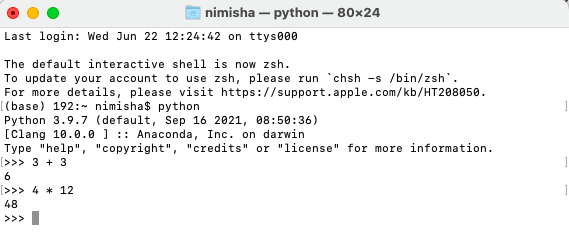 nimisha — python — 80×24
Last login: Wed Jun 22 12:24:42 on ttys000
The default interactive shell is now zsh.
To update your account to use zsh, please run `chsh -s /bin/zsh`.
For more details, please visit https://support.apple.com/kb/HT208050.
[(base) 192:~ nimisha$ python ]
Python 3.9.7 (default, Sep 16 2021, 08:50:36)
[Clang 10.0.0 ] :: Anaconda, Inc. on darwin
Type "help", "copyright", "credits" or "license" for more information.
[>>> 3 + 3 ]
6
[>>> 4 * 12 ]
48
>>>